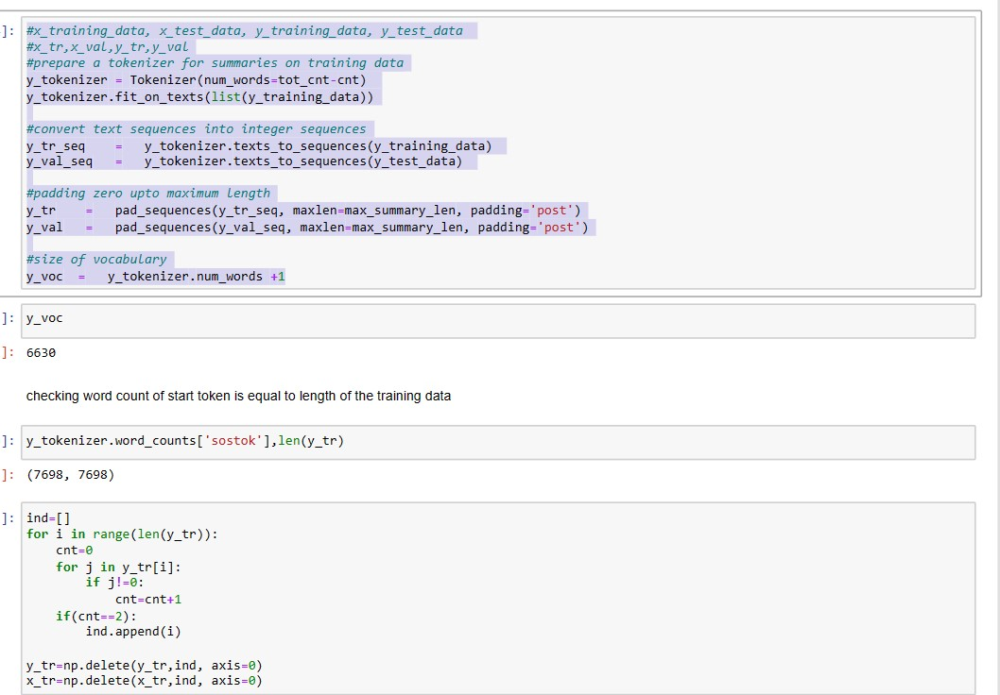 ]: #x_training_data, x_test_data, y_training_data, y_test_data
#x_tr,x_val,y_tr,y_val
#prepare a tokenizer for summaries on training data
y_tokenizer = Tokenizer(num_words=tot_cnt-cnt)
y_tokenizer.fit_on_texts(list(y_training_data))
#convert text sequences into integer sequences
y_tr_seq    =   y_tokenizer.texts_to_sequences(y_training_data)
y_val_seq   =   y_tokenizer.texts_to_sequences(y_test_data)
#padding zero upto maximum length
y_tr    =   pad_sequences(y_tr_seq, maxlen=max_summary_len, padding='post')
y_val   =   pad_sequences(y_val_seq, maxlen=max_summary_len, padding='post')
#size of vocabulary
y_voc  =   y_tokenizer.num_words +1
]: y_voc
]: 6630
checking word count of start token is equal to length of the training data
]: y_tokenizer.word_counts['sostok'],len(y_tr)
]: (7698, 7698)
]: ind=[]
for i in range(len(y_tr)):
    cnt=0
    for j in y_tr[i]:
        if j!=0:
            cnt=cnt+1
    if(cnt==2):
        ind.append(i)
y_tr=np.delete(y_tr,ind, axis=0)
x_tr=np.delete(x_tr,ind, axis=0)